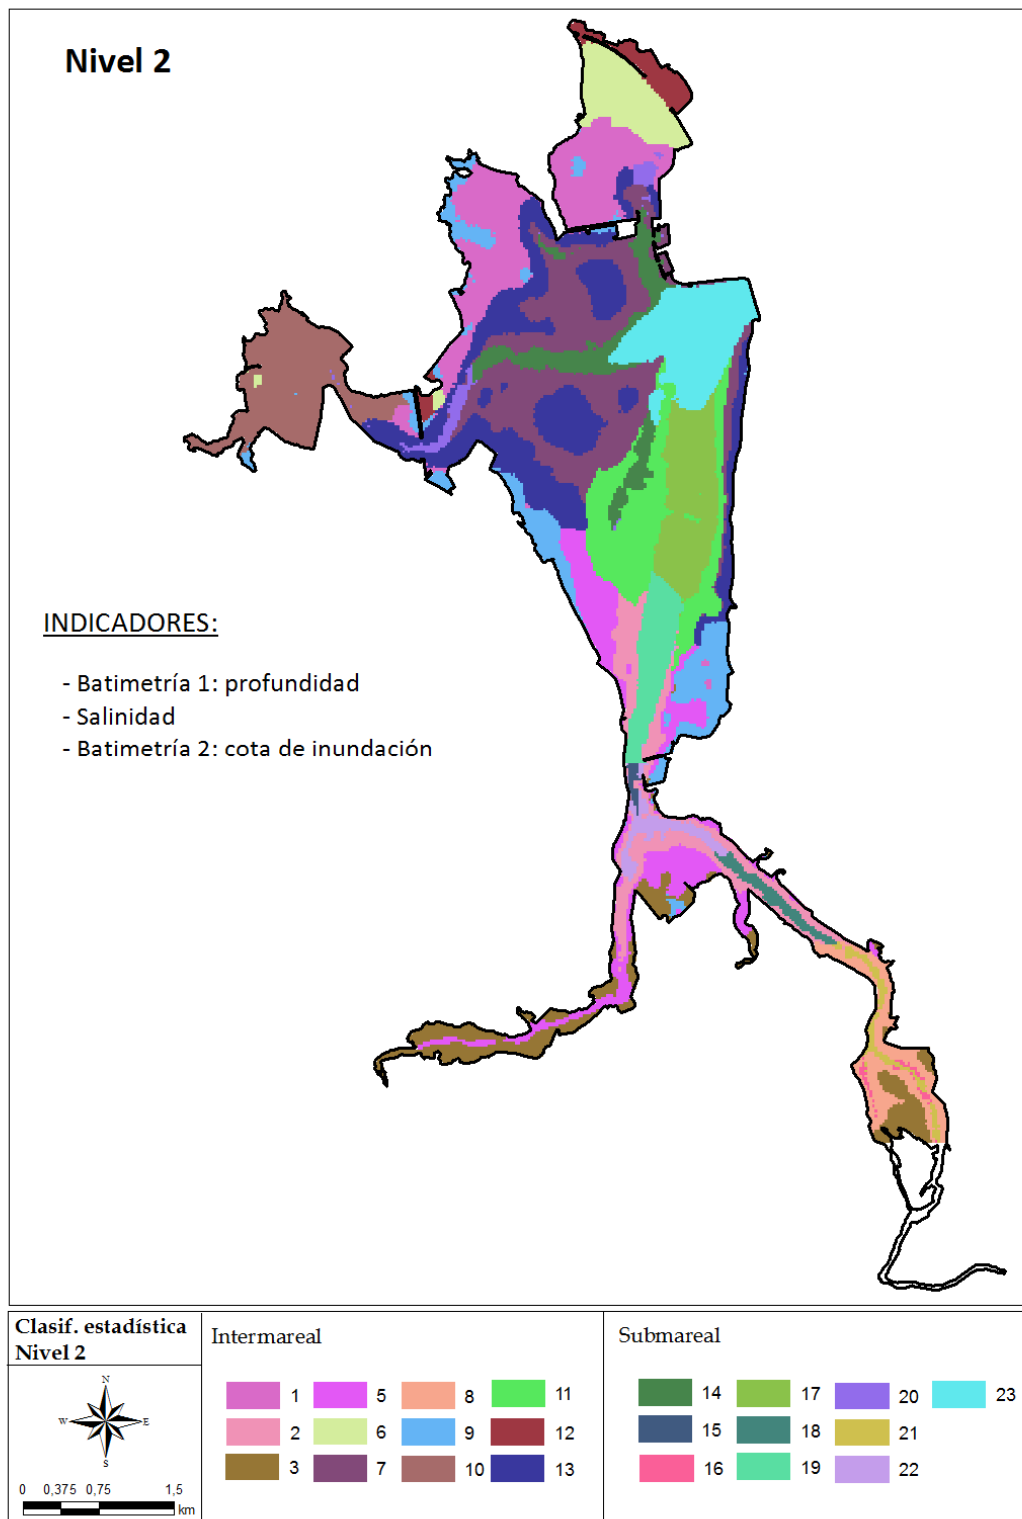 Nivel 2
INDICADORES:
- Batimetría 1: profundidad
- Salinidad
- Batimetría 2: cota de inundación
Clasif. estadística
Nivel 2
N
W
E
S
0 0,375 0,75 1,5
km
Intermareal
1 5 8 11
2 6 9 12
3 7 10 13
Submareal
14 17 20 23
15 18 21
16 19 22